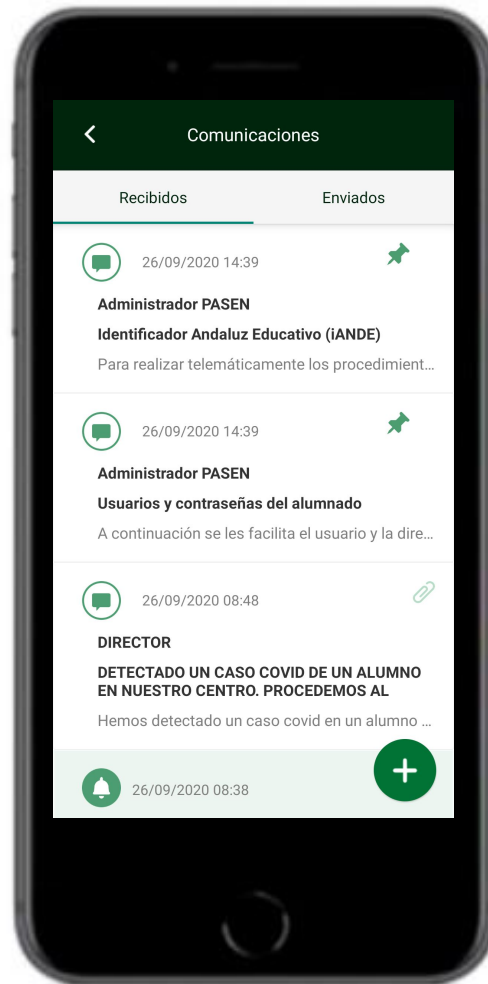 Comunicaciones
Recibidos Enviados
26/09/2020 14:39
Administrador PASEN
Identificador Andaluz Educativo (iANDE)
Para realizar telemáticamente los procedimient...
26/09/2020 14:39
Administrador PASEN
Usuarios y contraseñas del alumnado
A continuación se les facilita el usuario y la dire...
26/09/2020 08:48
DIRECTOR
DETECTADO UN CASO COVID DE UN ALUMNO
EN NUESTRO CENTRO. PROCEDEMOS AL
Hemos detectado un caso covid en un alumno ...
26/09/2020 08:38